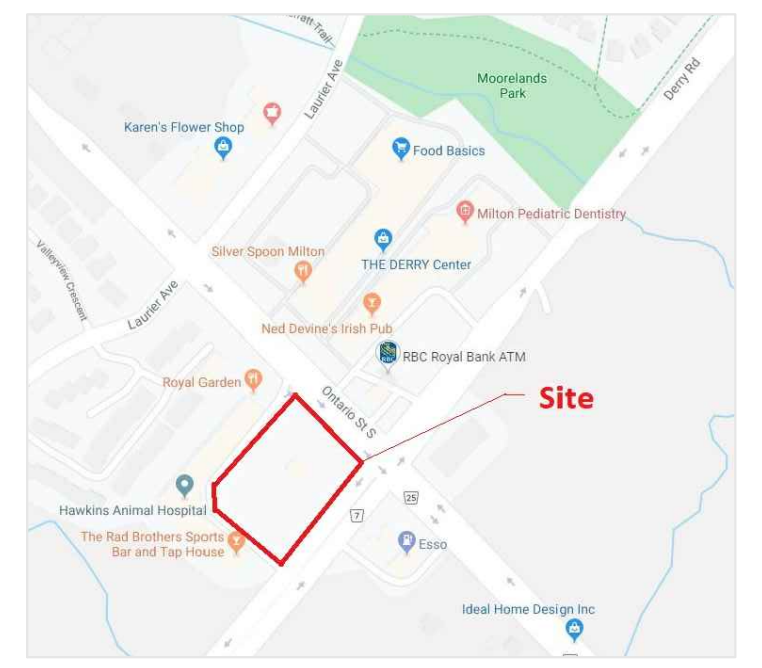 Laurier Ave
Moorelands
Park
Derry Rd
Karen's Flower Shop
Food Basics
Milton Pediatric Dentistry
Valleyview Crescent
Silver Spoon Milton
THE DERRY Center
Laurier Ave
Ned Devine's Irish Pub
RBC
RBC Royal Bank ATM
Royal Garden
Ontario St S
Site
Hawkins Animal Hospital
25
7
The Rad Brothers Sports
Bar and Tap House
Esso
Ideal Home Design Inc